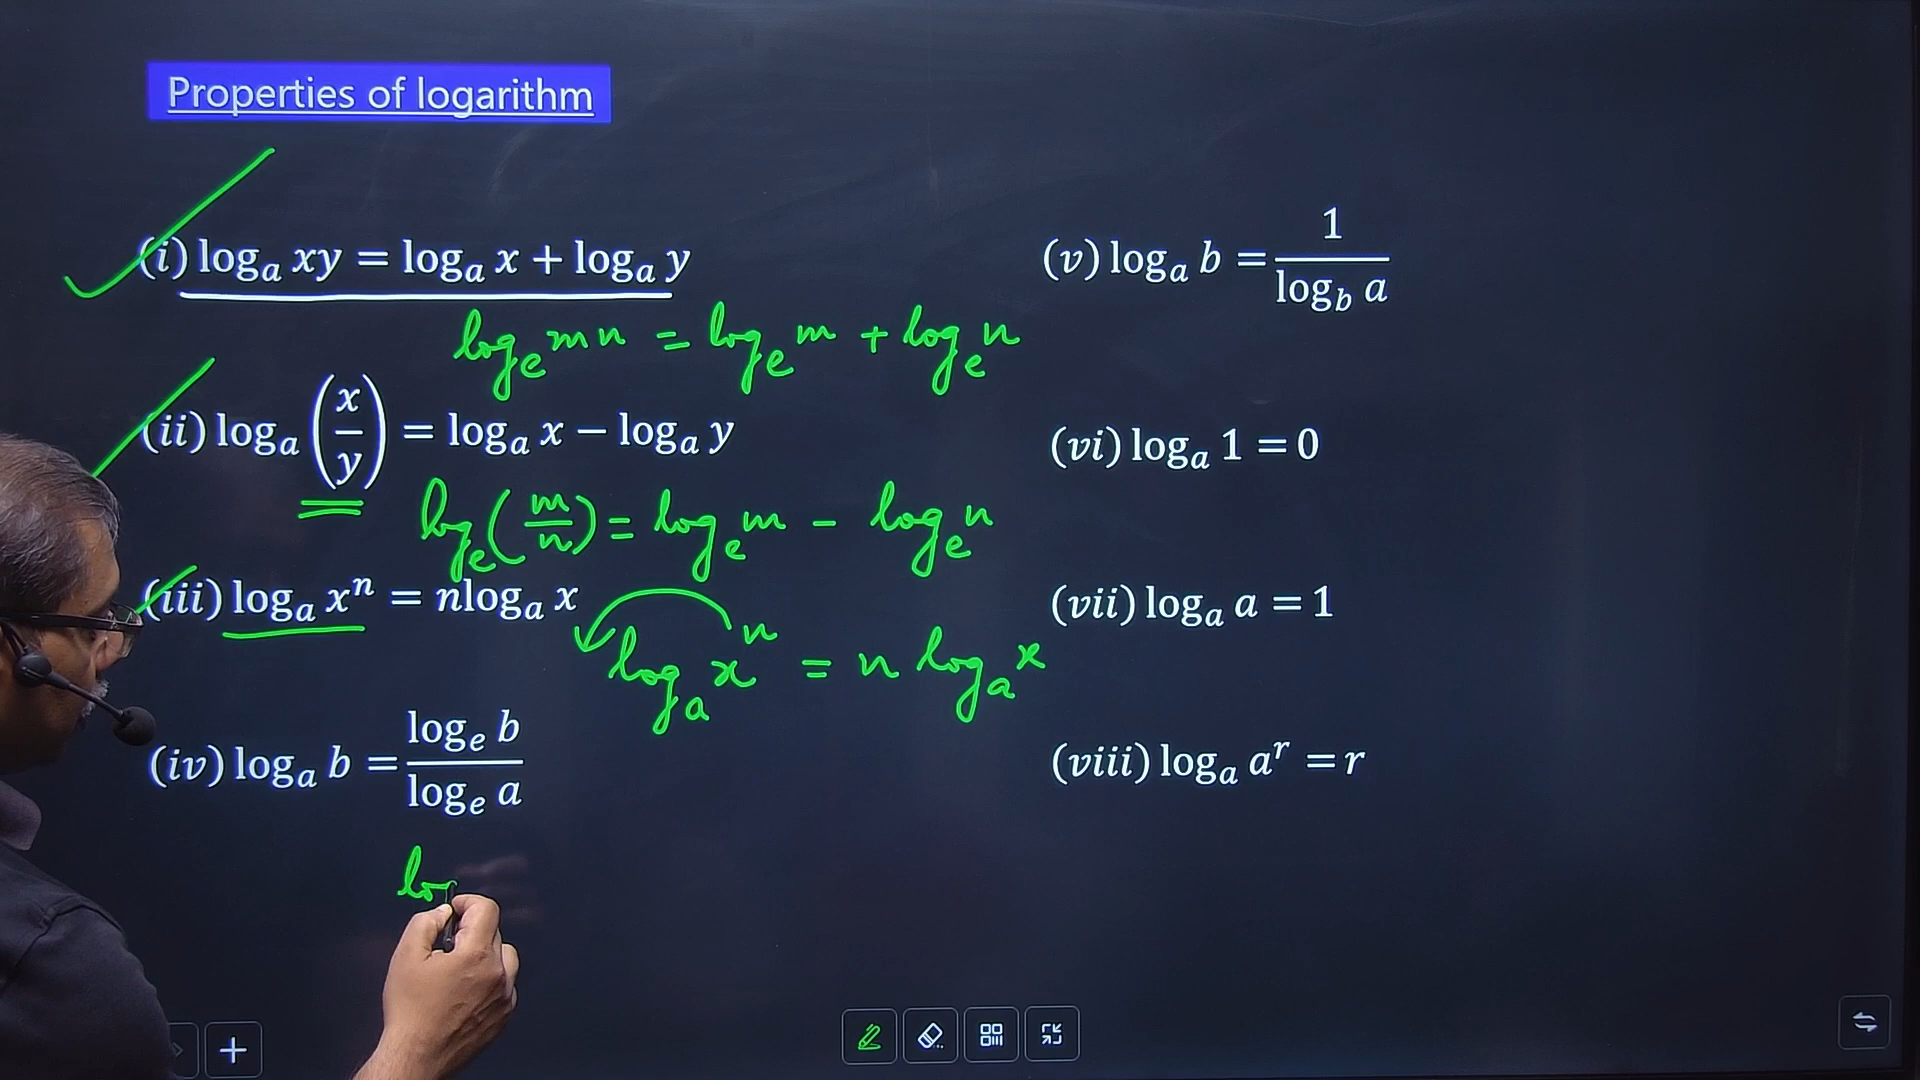 Properties of logarithm
(i) logₐ xy = logₐ x + logₐ y
logₑ mn = logₑ m + logₑ n
(ii) logₐ (x/y) = logₐ x − logₐ y
logₑ (m/n) = logₑ m − logₑ n
(iii) logₐ xⁿ = nlogₐ x
logₐ xⁿ = n logₐ x
(iv) logₐ b = logₑ b / logₑ a
log
(v) logₐ b = 1 / log_b a
(vi) logₐ 1 = 0
(vii) logₐ a = 1
(viii) logₐ aʳ = r